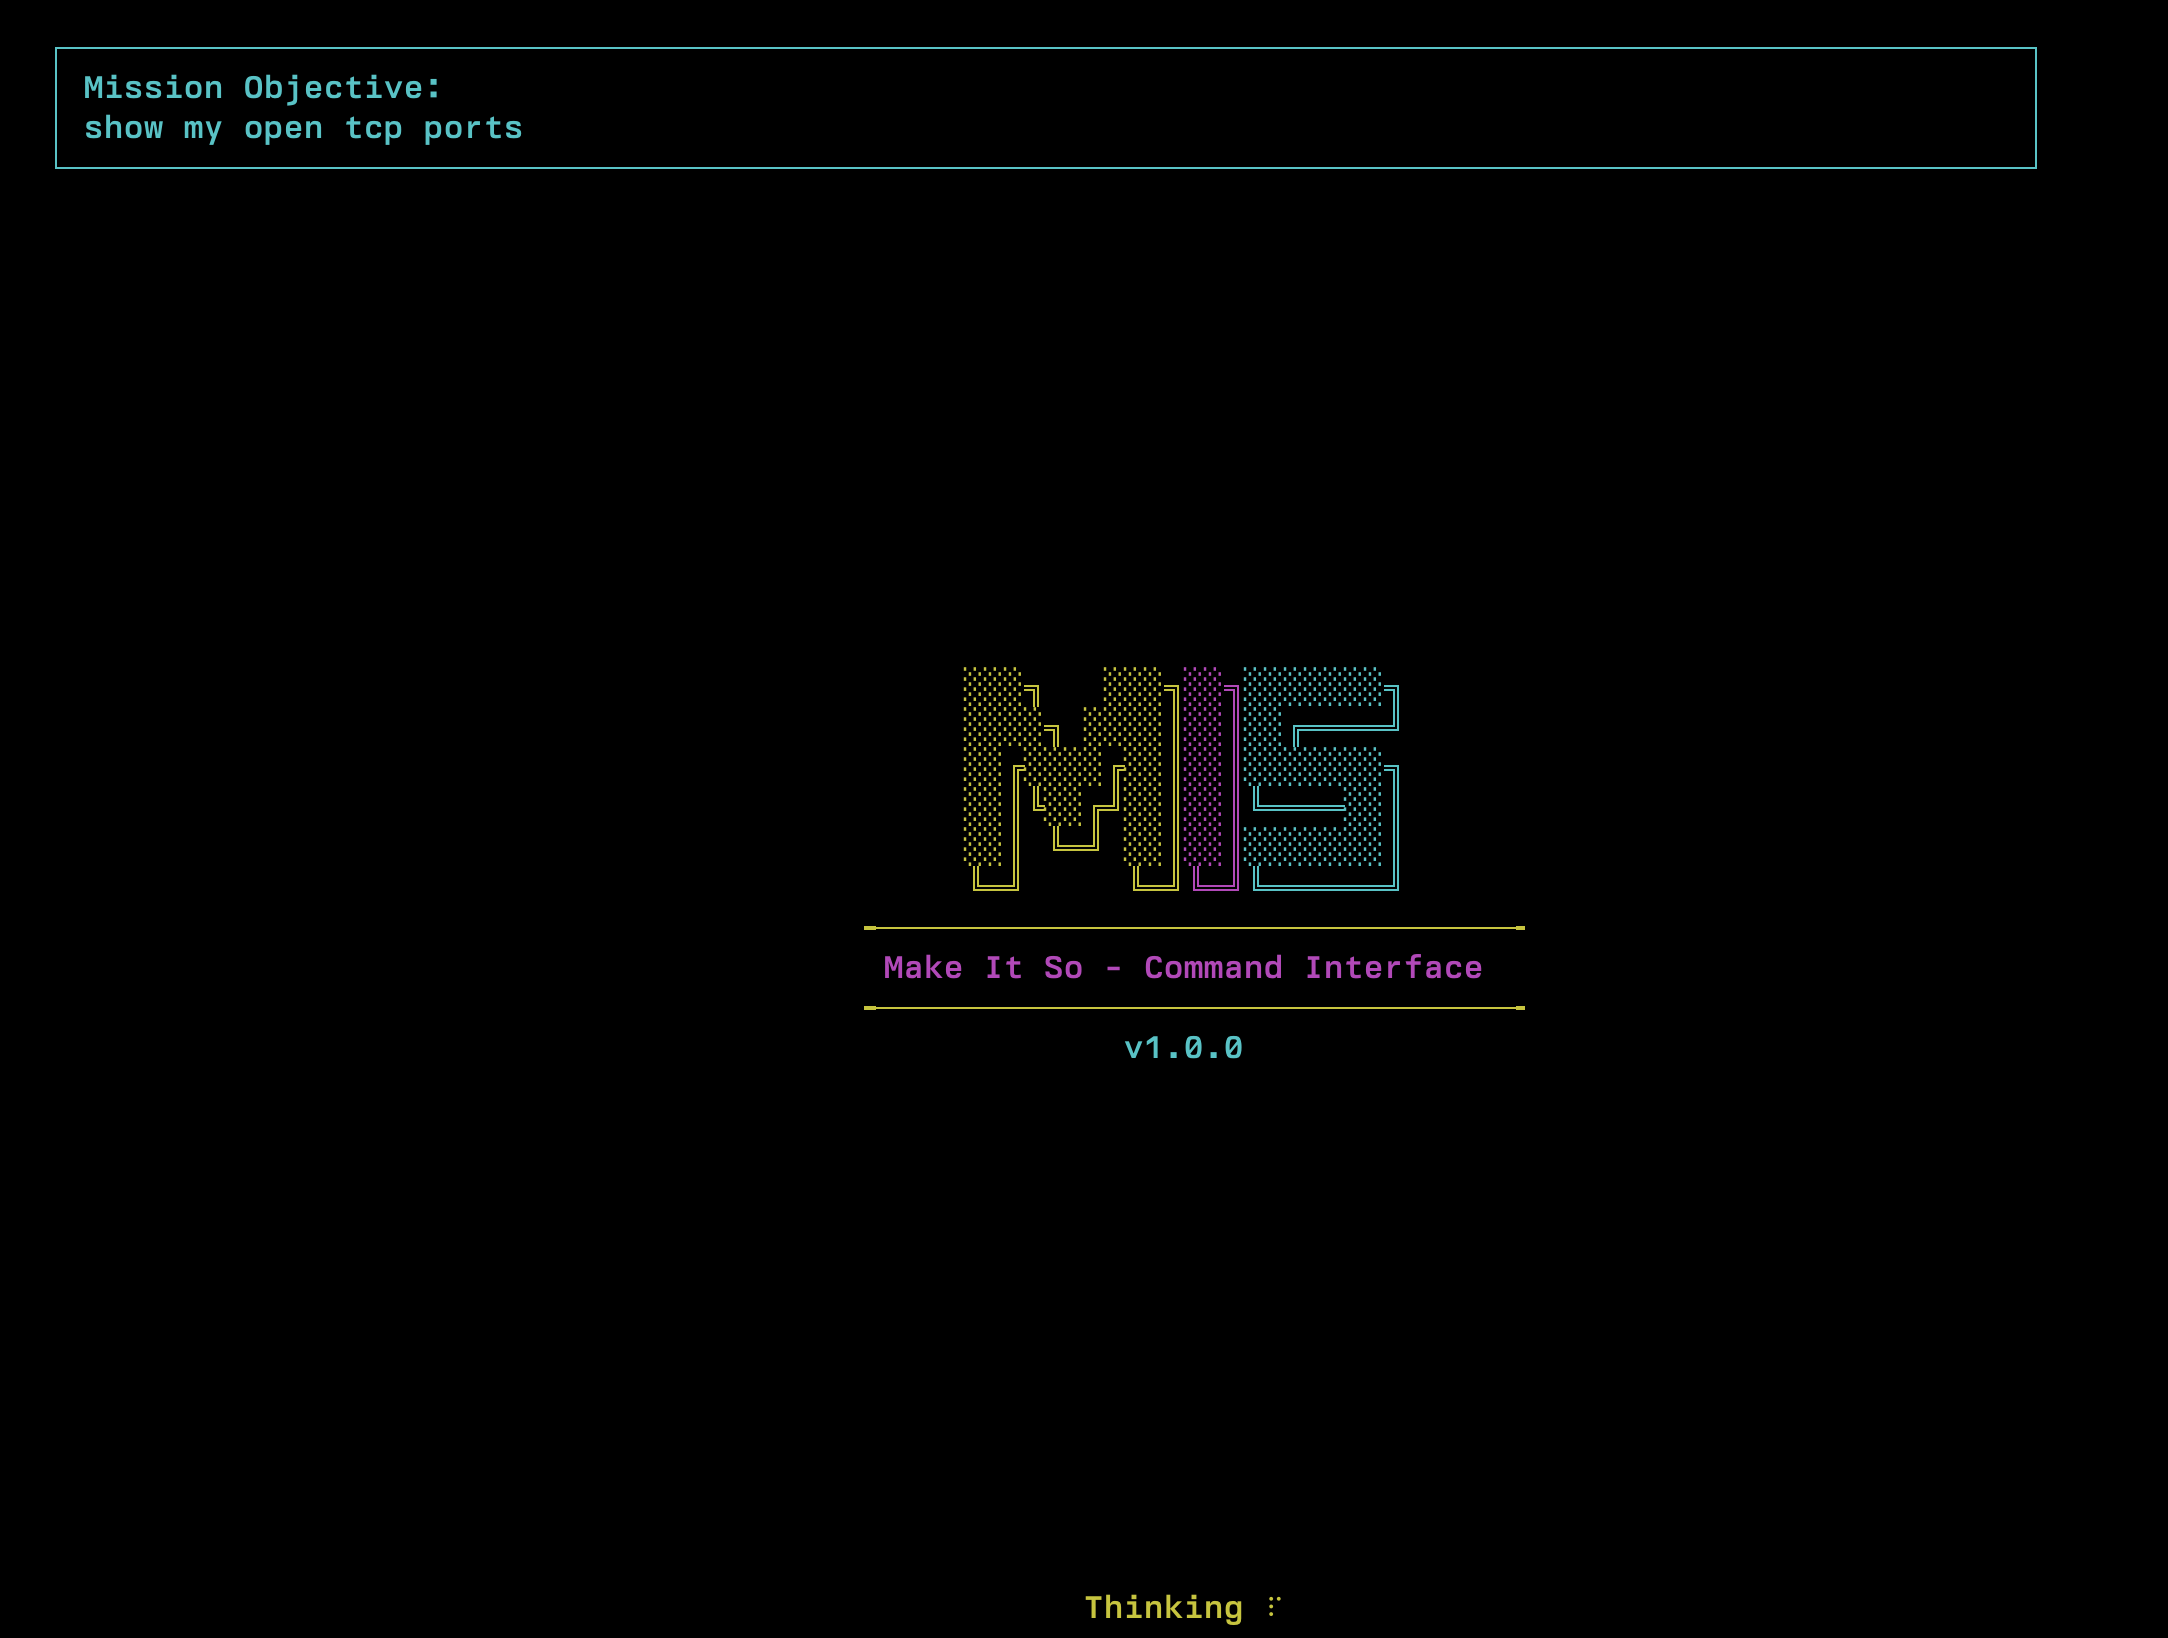 Mission Objective:
show my open tcp ports
MIS
Make It So - Command Interface
v1.0.0
Thinking ⠏